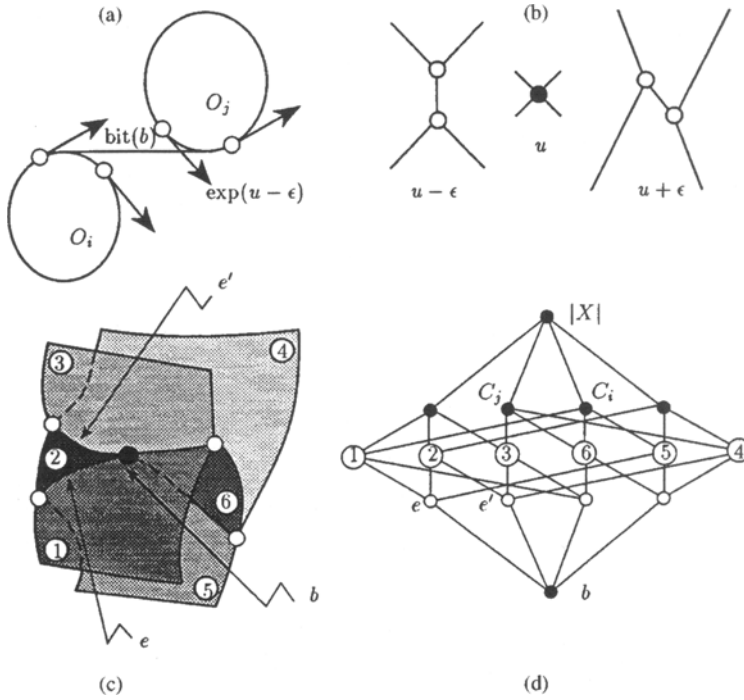 (a)
(b)
O_j
bit(b)
exp(u − ϵ)
O_i
u − ϵ
u
u + ϵ
e′
3
4
2
6
1
5
b
e
(c)
|X|
C_j
C_i
1
2
3
6
5
4
e
e′
b
(d)